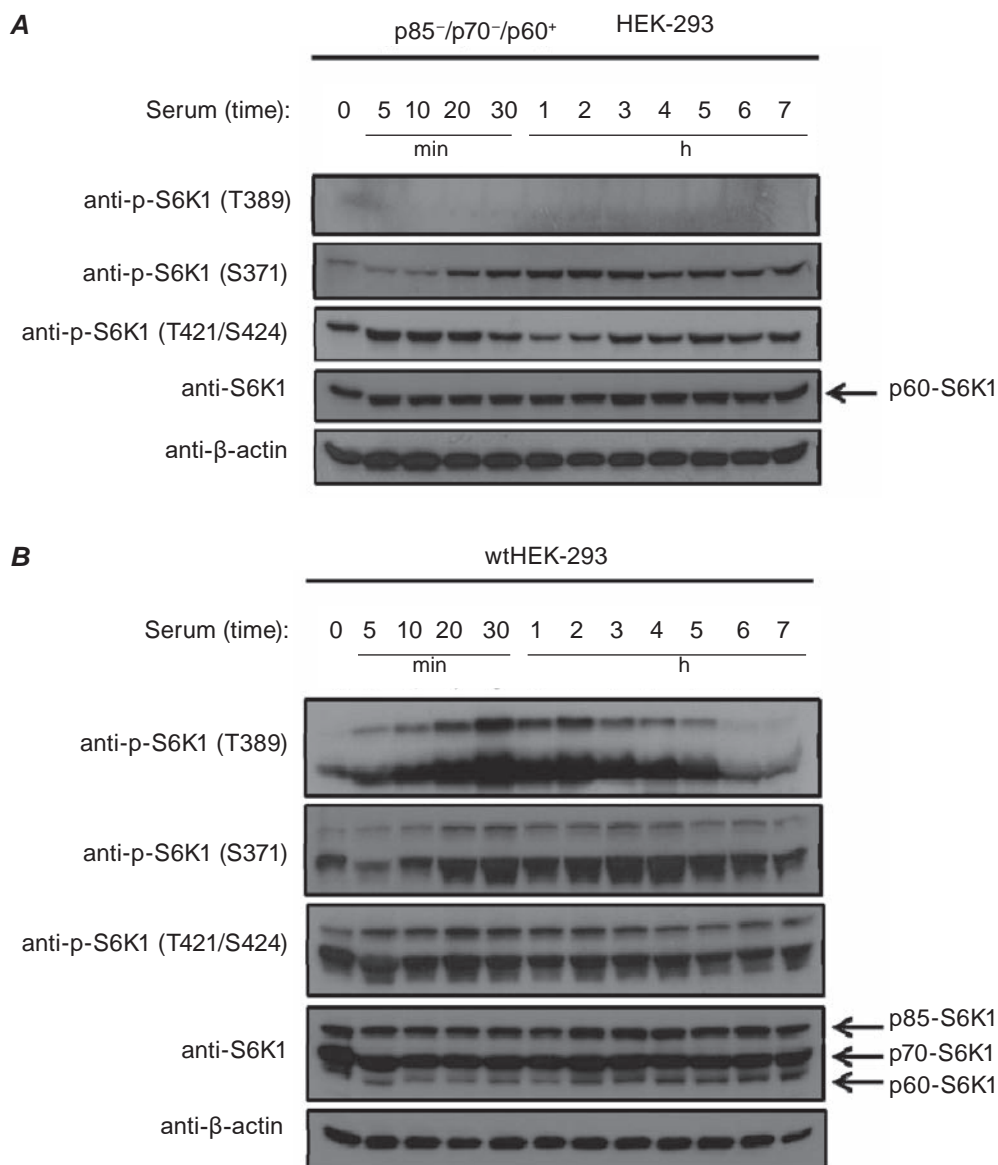 A
p85⁻/p70⁻/p60⁺ HEK-293
Serum (time): 0 5 10 20 30 1 2 3 4 5 6 7
min h
anti-p-S6K1 (T389)
anti-p-S6K1 (S371)
anti-p-S6K1 (T421/S424)
anti-S6K1
p60-S6K1
anti-β-actin
B
wtHEK-293
Serum (time): 0 5 10 20 30 1 2 3 4 5 6 7
min h
anti-p-S6K1 (T389)
anti-p-S6K1 (S371)
anti-p-S6K1 (T421/S424)
p85-S6K1
anti-S6K1
p70-S6K1
p60-S6K1
anti-β-actin